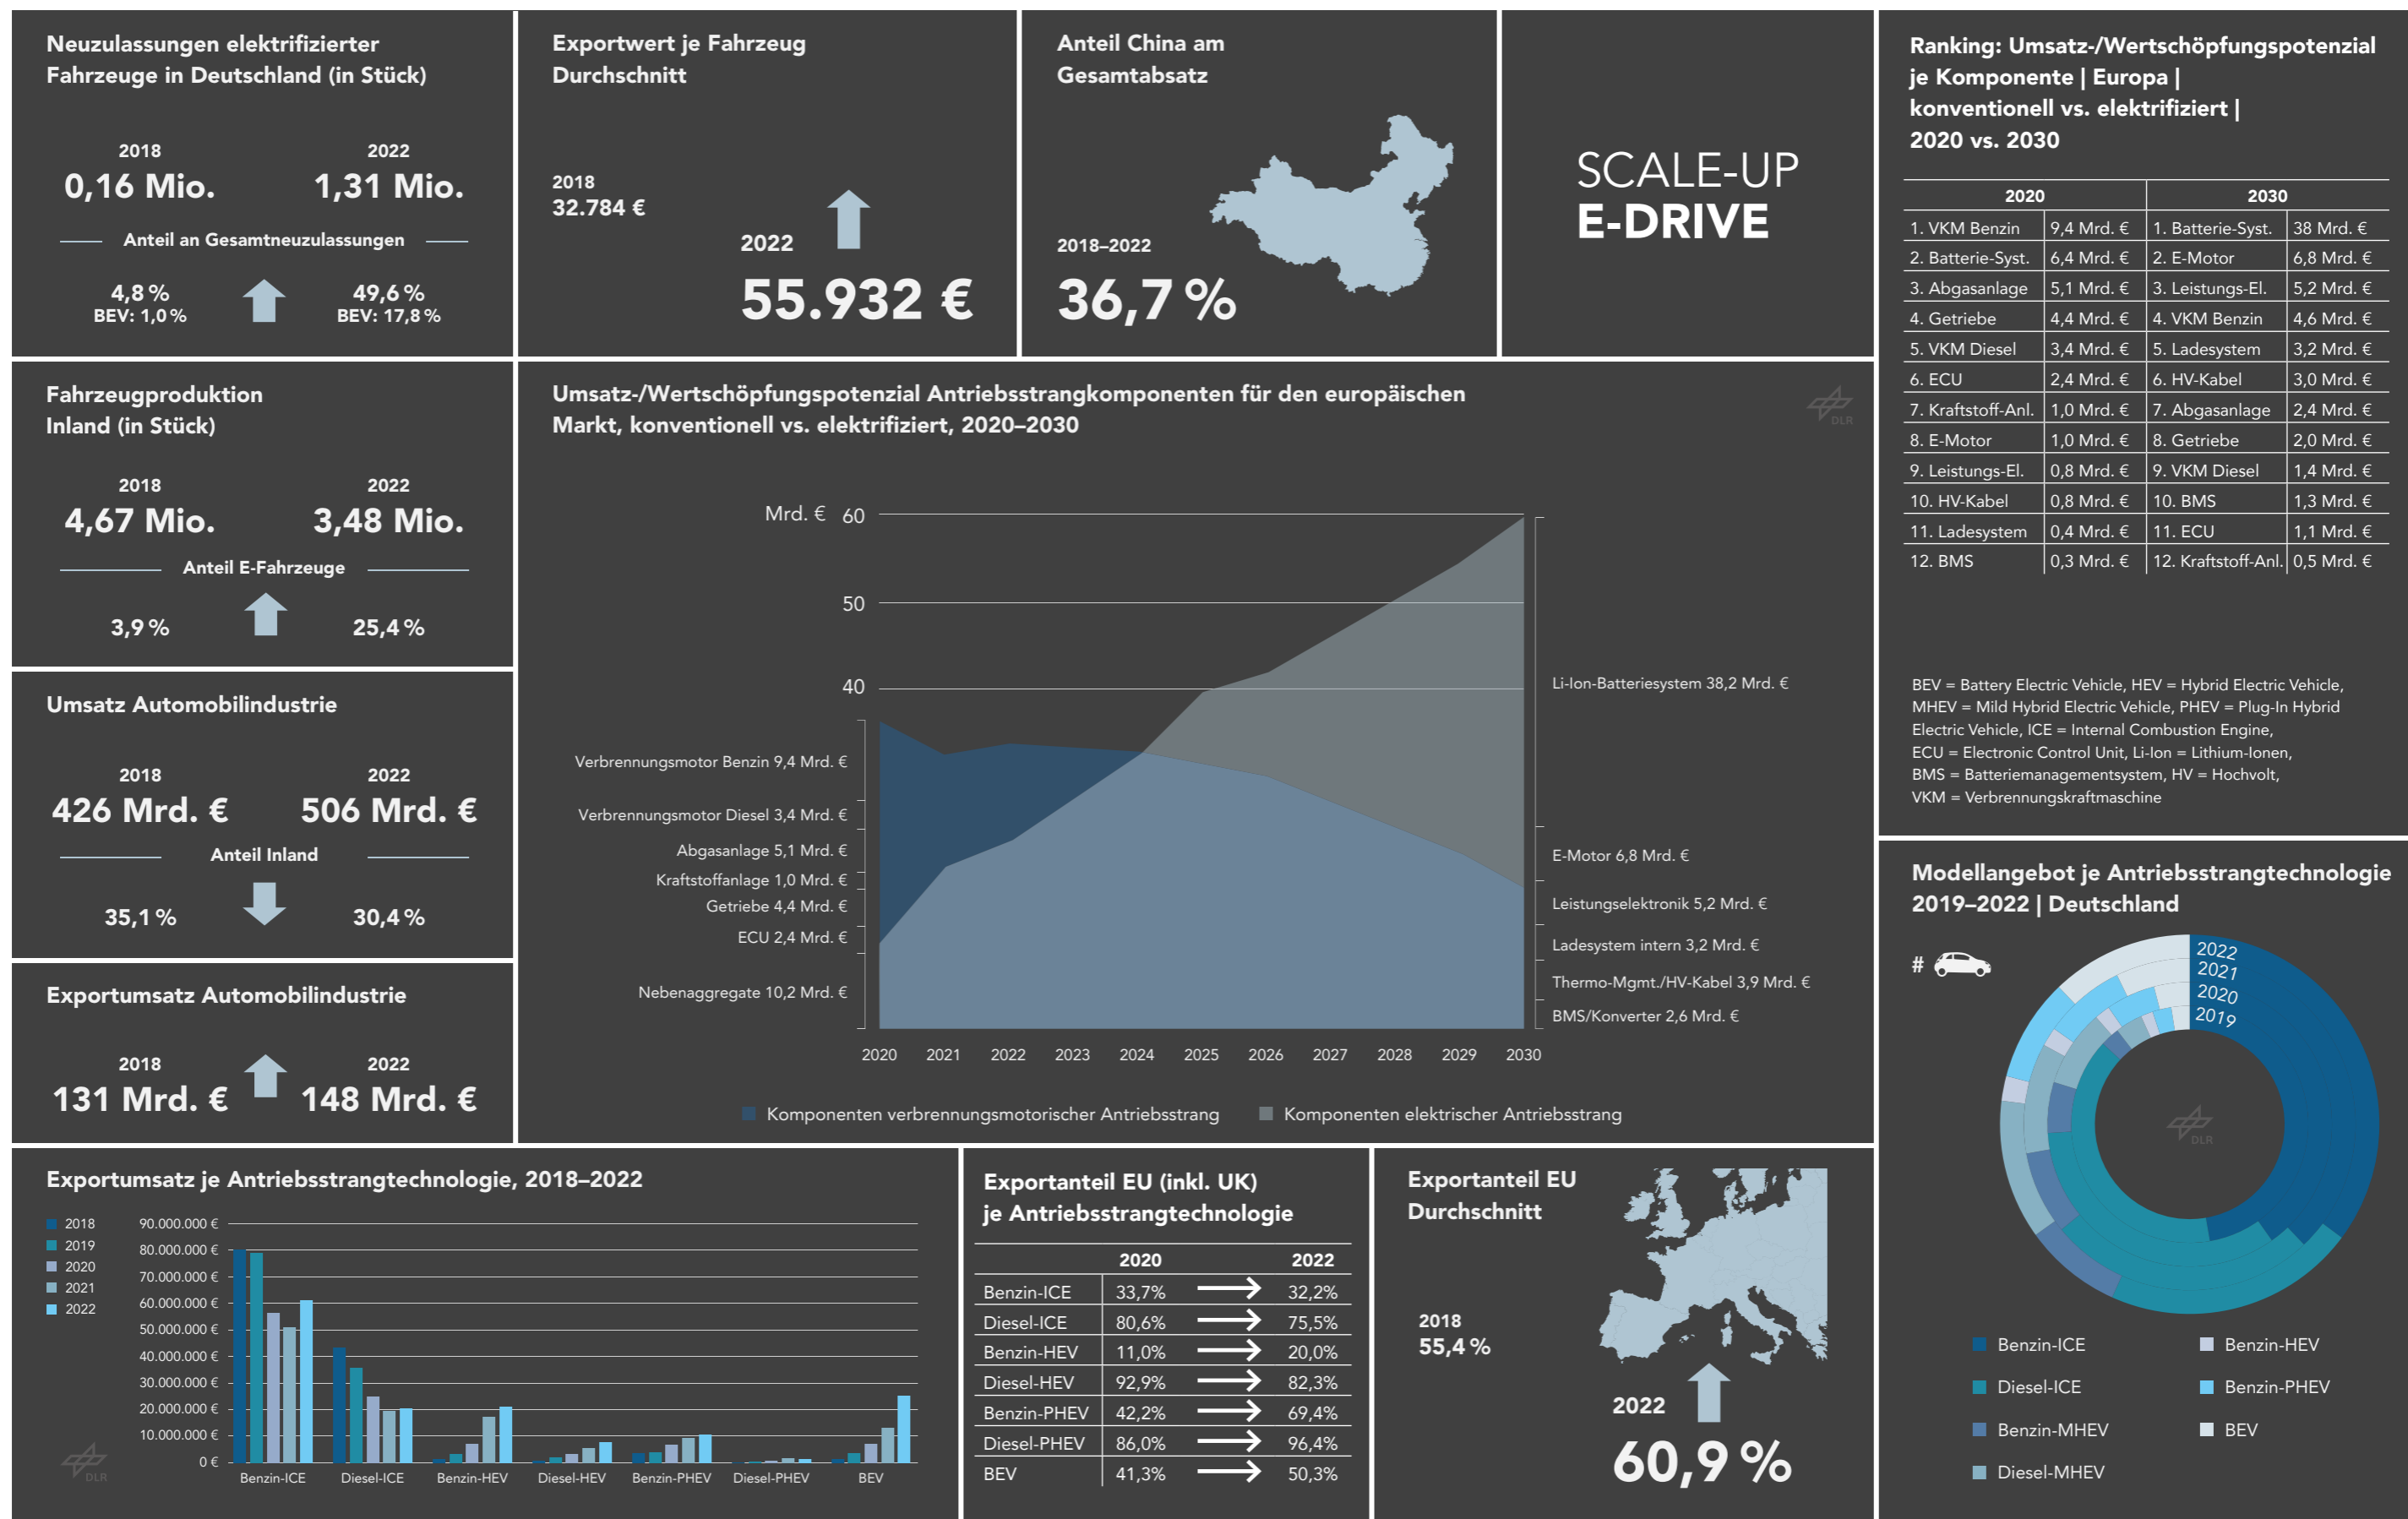 Neuzulassungen elektrifizierter
Fahrzeuge in Deutschland (in Stück)
2018 2022
0,16 Mio. 1,31 Mio.
Anteil an Gesamtneuzulassungen
4,8 % 49,6 %
BEV: 1,0 % BEV: 17,8 %
Exportwert je Fahrzeug
Durchschnitt
2018
32.784 €
2022
55.932 €
Anteil China am
Gesamtabsatz
2018–2022
36,7 %
SCALE-UP
E-DRIVE
Ranking: Umsatz-/Wertschöpfungspotenzial
je Komponente | Europa |
konventionell vs. elektrifiziert |
2020 vs. 2030
2020 2030
1. VKM Benzin 9,4 Mrd. € 1. Batterie-Syst. 38 Mrd. €
2. Batterie-Syst. 6,4 Mrd. € 2. E-Motor 6,8 Mrd. €
3. Abgasanlage 5,1 Mrd. € 3. Leistungs-El. 5,2 Mrd. €
4. Getriebe 4,4 Mrd. € 4. VKM Benzin 4,6 Mrd. €
5. VKM Diesel 3,4 Mrd. € 5. Ladesystem 3,2 Mrd. €
6. ECU 2,4 Mrd. € 6. HV-Kabel 3,0 Mrd. €
7. Kraftstoff-Anl. 1,0 Mrd. € 7. Abgasanlage 2,4 Mrd. €
8. E-Motor 1,0 Mrd. € 8. Getriebe 2,0 Mrd. €
9. Leistungs-El. 0,8 Mrd. € 9. VKM Diesel 1,4 Mrd. €
10. HV-Kabel 0,8 Mrd. € 10. BMS 1,3 Mrd. €
11. Ladesystem 0,4 Mrd. € 11. ECU 1,1 Mrd. €
12. BMS 0,3 Mrd. € 12. Kraftstoff-Anl. 0,5 Mrd. €
BEV = Battery Electric Vehicle, HEV = Hybrid Electric Vehicle,
MHEV = Mild Hybrid Electric Vehicle, PHEV = Plug-In Hybrid
Electric Vehicle, ICE = Internal Combustion Engine,
ECU = Electronic Control Unit, Li-Ion = Lithium-Ionen,
BMS = Batteriemanagementsystem, HV = Hochvolt,
VKM = Verbrennungskraftmaschine
Fahrzeugproduktion
Inland (in Stück)
2018 2022
4,67 Mio. 3,48 Mio.
Anteil E-Fahrzeuge
3,9 % 25,4 %
Umsatz Automobilindustrie
2018 2022
426 Mrd. € 506 Mrd. €
Anteil Inland
35,1 % 30,4 %
Exportumsatz Automobilindustrie
2018 2022
131 Mrd. € 148 Mrd. €
Umsatz-/Wertschöpfungspotenzial Antriebsstrangkomponenten für den europäischen
Markt, konventionell vs. elektrifiziert, 2020–2030
DLR
Mrd. € 60
50
40
Verbrennungsmotor Benzin 9,4 Mrd. €
Verbrennungsmotor Diesel 3,4 Mrd. €
Abgasanlage 5,1 Mrd. €
Kraftstoffanlage 1,0 Mrd. €
Getriebe 4,4 Mrd. €
ECU 2,4 Mrd. €
Nebenaggregate 10,2 Mrd. €
Li-Ion-Batteriesystem 38,2 Mrd. €
E-Motor 6,8 Mrd. €
Leistungselektronik 5,2 Mrd. €
Ladesystem intern 3,2 Mrd. €
Thermo-Mgmt./HV-Kabel 3,9 Mrd. €
BMS/Konverter 2,6 Mrd. €
2020 2021 2022 2023 2024 2025 2026 2027 2028 2029 2030
Komponenten verbrennungsmotorischer Antriebsstrang Komponenten elektrischer Antriebsstrang
Modellangebot je Antriebsstrangtechnologie
2019–2022 | Deutschland
#
2022
2021
2020
2019
DLR
Benzin-ICE Benzin-HEV
Diesel-ICE Benzin-PHEV
Benzin-MHEV BEV
Diesel-MHEV
Exportumsatz je Antriebsstrangtechnologie, 2018–2022
2018
2019
2020
2021
2022
90.000.000 €
80.000.000 €
70.000.000 €
60.000.000 €
50.000.000 €
40.000.000 €
30.000.000 €
20.000.000 €
10.000.000 €
0 €
Benzin-ICE Diesel-ICE Benzin-HEV Diesel-HEV Benzin-PHEV Diesel-PHEV BEV
DLR
Exportanteil EU (inkl. UK)
je Antriebsstrangtechnologie
2020 2022
Benzin-ICE 33,7% 32,2%
Diesel-ICE 80,6% 75,5%
Benzin-HEV 11,0% 20,0%
Diesel-HEV 92,9% 82,3%
Benzin-PHEV 42,2% 69,4%
Diesel-PHEV 86,0% 96,4%
BEV 41,3% 50,3%
Exportanteil EU
Durchschnitt
2018
55,4 %
2022
60,9 %